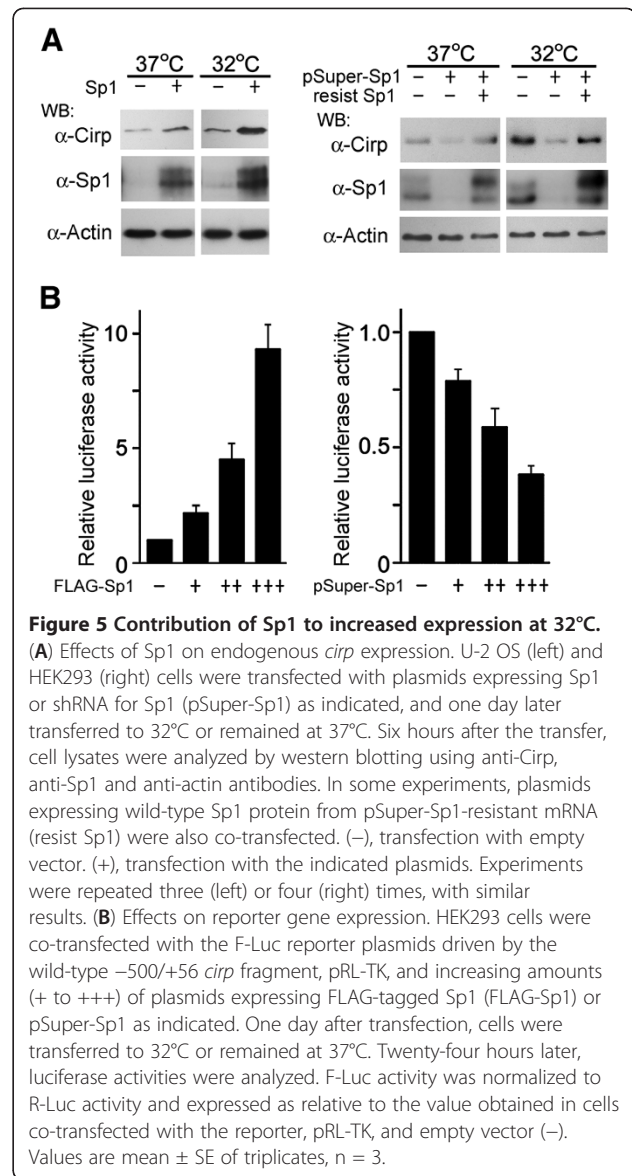 A
37°C 32°C
Sp1 − + − +
WB:
α-Cirp
α-Sp1
α-Actin
37°C 32°C
pSuper-Sp1 − + + − + +
resist Sp1 − − + − − +
WB:
α-Cirp
α-Sp1
α-Actin
B
Relative luciferase activity
10
5
0
FLAG-Sp1 − + ++ +++
Relative luciferase activity
1.0
0.5
0
pSuper-Sp1 − + ++ +++
Figure 5 Contribution of Sp1 to increased expression at 32°C.
(A) Effects of Sp1 on endogenous cirp expression. U-2 OS (left) and
HEK293 (right) cells were transfected with plasmids expressing Sp1
or shRNA for Sp1 (pSuper-Sp1) as indicated, and one day later
transferred to 32°C or remained at 37°C. Six hours after the transfer,
cell lysates were analyzed by western blotting using anti-Cirp,
anti-Sp1 and anti-actin antibodies. In some experiments, plasmids
expressing wild-type Sp1 protein from pSuper-Sp1-resistant mRNA
(resist Sp1) were also co-transfected. (−), transfection with empty
vector. (+), transfection with the indicated plasmids. Experiments
were repeated three (left) or four (right) times, with similar
results. (B) Effects on reporter gene expression. HEK293 cells were
co-transfected with the F-Luc reporter plasmids driven by the
wild-type −500/+56 cirp fragment, pRL-TK, and increasing amounts
(+ to +++) of plasmids expressing FLAG-tagged Sp1 (FLAG-Sp1) or
pSuper-Sp1 as indicated. One day after transfection, cells were
transferred to 32°C or remained at 37°C. Twenty-four hours later,
luciferase activities were analyzed. F-Luc activity was normalized to
R-Luc activity and expressed as relative to the value obtained in cells
co-transfected with the reporter, pRL-TK, and empty vector (−).
Values are mean ± SE of triplicates, n = 3.